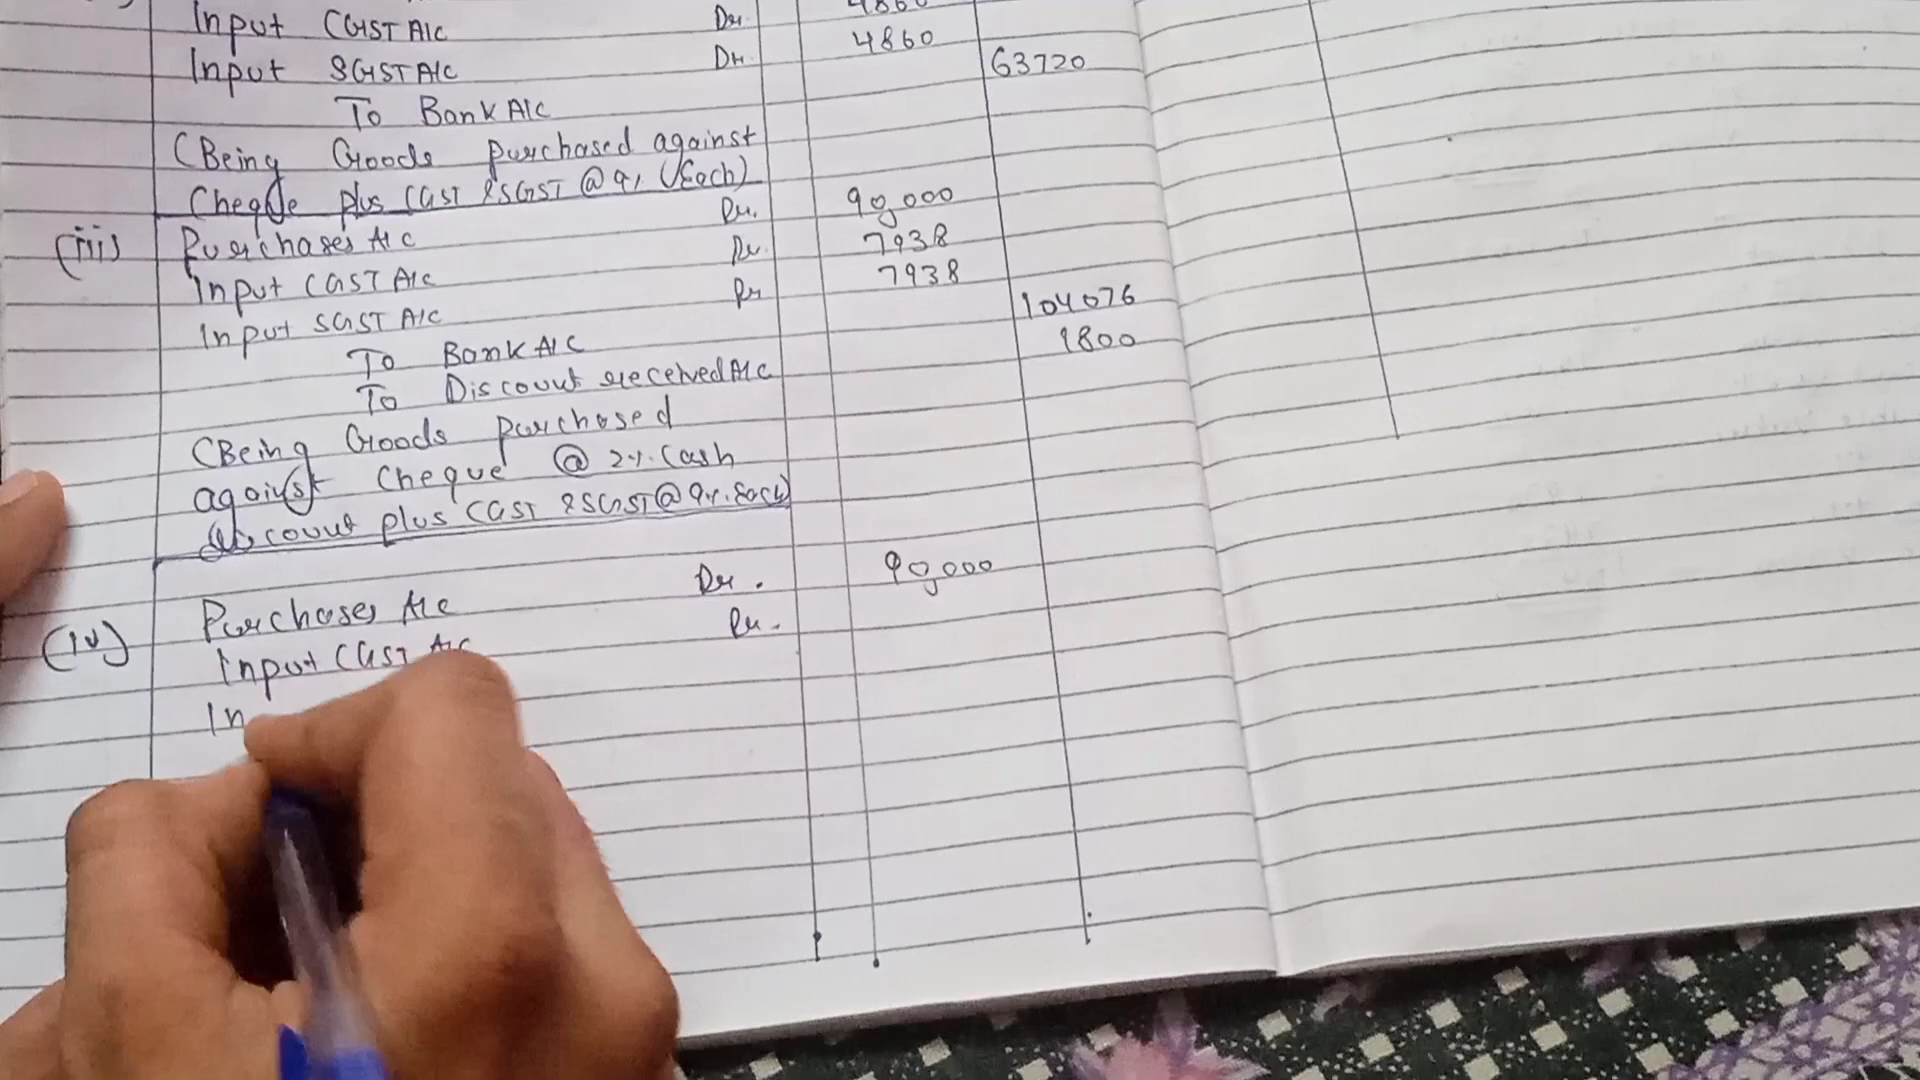 Input CGST A/c Dr. 4860
Input SGST A/c Dr. 4860
To Bank A/c 63720
(Being Goods purchased against
Cheque plus CGST & SGST @ 9% (Each)
(iii) Purchases A/c Dr. 90,000
Input CGST A/c Dr. 7938
Input SGST A/c Dr. 7938
To Bank A/c 104076
To Discount received A/c 1800
(Being Goods purchased
against Cheque @ 2% Cash
discount plus CGST & SGST @ 9% Each)
(iv) Purchases A/c Dr. 90,000
Input CGST A/c Dr.
In